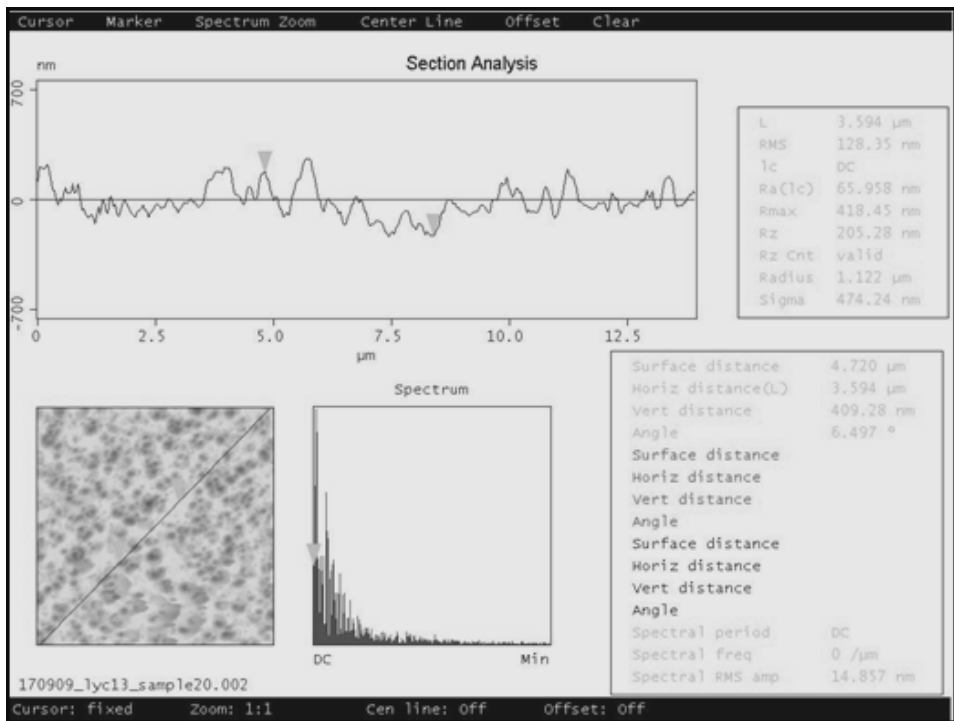 Cursor Marker Spectrum Zoom Center Line Offset Clear
Section Analysis
nm
700
0
-700
0 2.5 5.0 7.5 10.0 12.5
µm
L 3.594 µm
RMS 128.35 nm
lc DC
Ra(lc) 65.958 nm
Rmax 418.45 nm
Rz 205.28 nm
Rz Cnt valid
Radius 1.122 µm
Sigma 474.24 nm
Spectrum
DC Min
Surface distance 4.720 µm
Horiz distance(L) 3.594 µm
Vert distance 409.28 nm
Angle 6.497 °
Surface distance
Horiz distance
Vert distance
Angle
Surface distance
Horiz distance
Vert distance
Angle
Spectral period DC
Spectral freq 0 /µm
Spectral RMS amp 14.857 nm
170909_lyc13_sample20.002
Cursor: fixed Zoom: 1:1 Cen line: Off Offset: Off